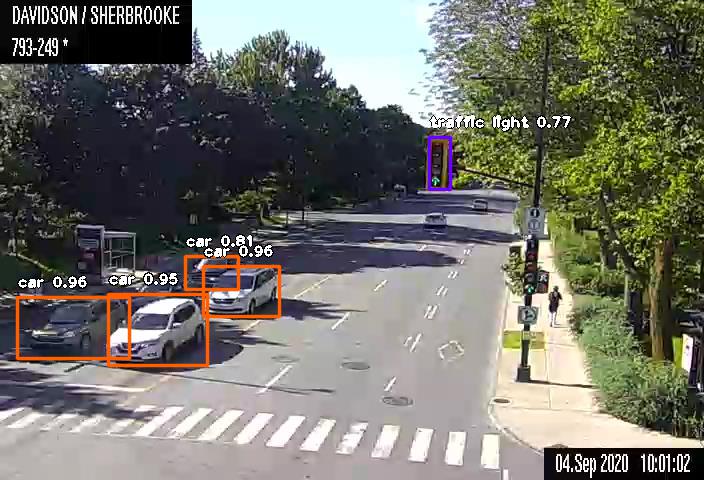 DAVIDSON / SHERBROOKE
793-249 *
traffic light 0.77
car 0.81
car 0.96
car 0.96
car 0.95
04.Sep 2020 10:01:02